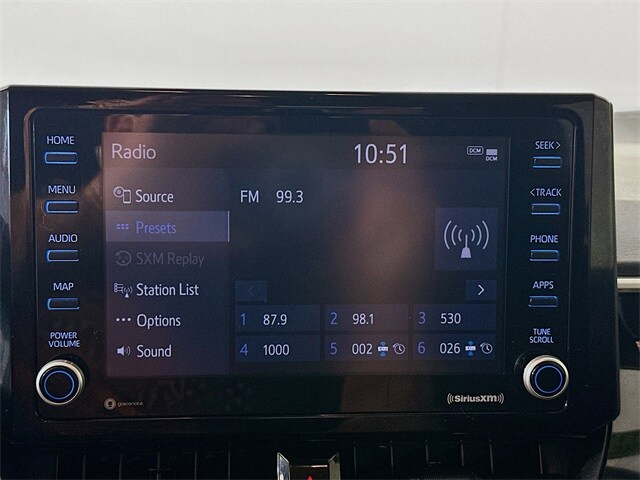 HOME
MENU
AUDIO
MAP
POWER
VOLUME
Radio
10:51
DCM
DCM
Source
Presets
SXM Replay
Station List
Options
Sound
FM 99.3
1 87.9
2 98.1
3 530
4 1000
5 002
6 026
gracenote
((SiriusXM))
SEEK>
<TRACK
PHONE
APPS
TUNE
SCROLL